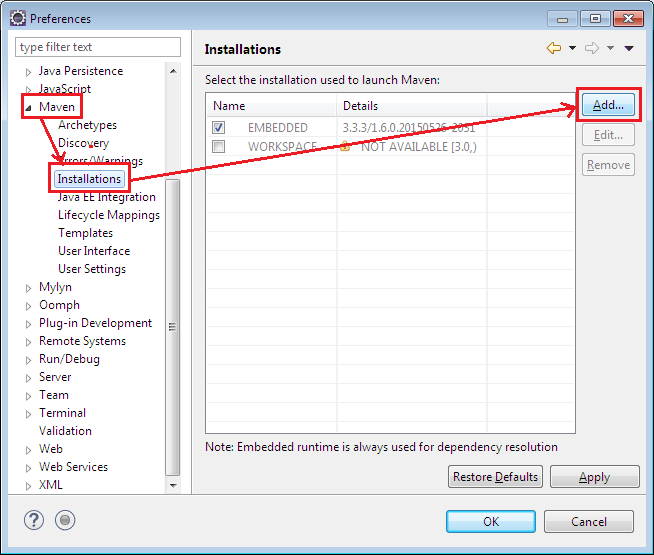 Preferences
type filter text
Java Persistence
JavaScript
Maven
Archetypes
Discovery
Errors/Warnings
Installations
Java EE Integration
Lifecycle Mappings
Templates
User Interface
User Settings
Mylyn
Oomph
Plug-in Development
Remote Systems
Run/Debug
Server
Team
Terminal
Validation
Web
Web Services
XML
Installations
Select the installation used to launch Maven:
Name Details
EMBEDDED 3.3.3/1.6.0.20150526-2031
WORKSPACE NOT AVAILABLE [3.0,)
Add...
Edit...
Remove
Note: Embedded runtime is always used for dependency resolution
Restore Defaults Apply
OK Cancel